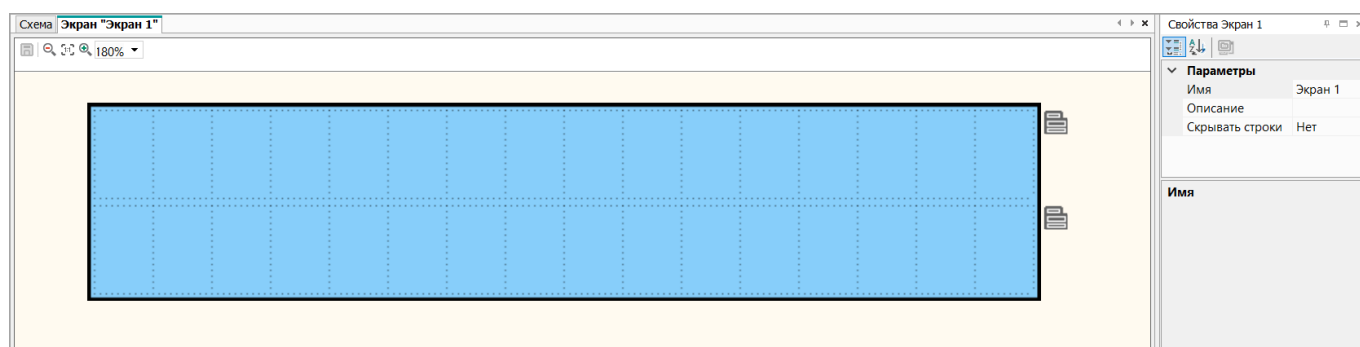 Схема Экран "Экран 1"
180%
Свойства Экран 1
Параметры
Имя Экран 1
Описание
Скрывать строки Нет
Имя